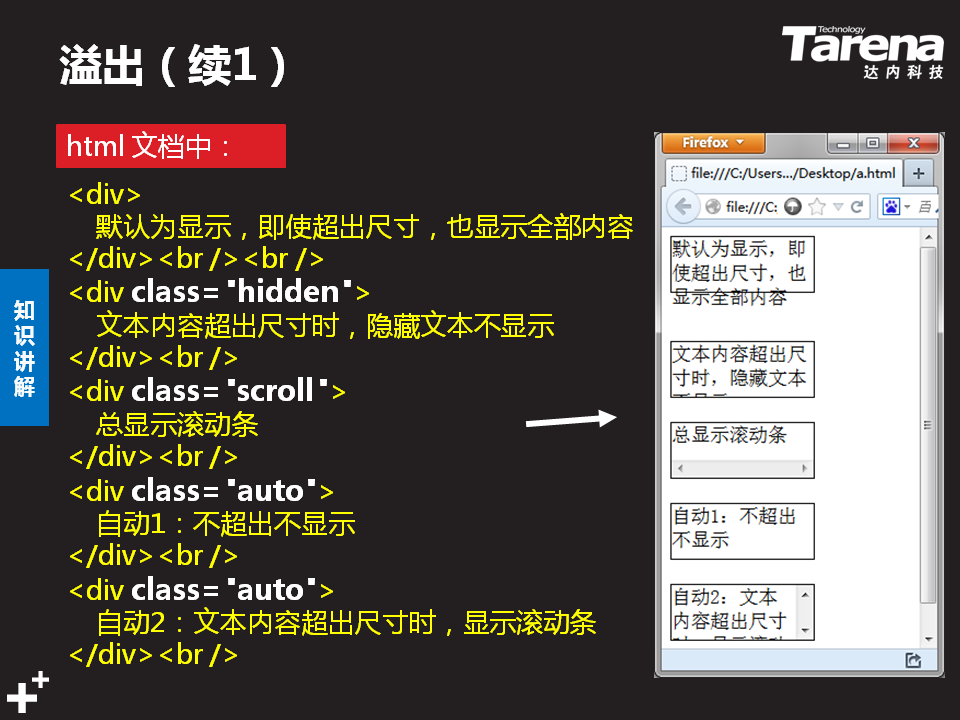 溢出（续1）
Technology
Tarena
达内科技
html 文档中：
<div>
默认为显示，即使超出尺寸，也显示全部内容
</div><br /><br />
<div class="hidden">
文本内容超出尺寸时，隐藏文本不显示
</div><br />
<div class="scroll">
总显示滚动条
</div><br />
<div class="auto">
自动1：不超出不显示
</div><br />
<div class="auto">
自动2：文本内容超出尺寸时，显示滚动条
</div><br />
知识讲解
Firefox
file:///C:/Users.../Desktop/a.html
file:///C:
百
默认为显示，即
使超出尺寸，也
显示全部内容
文本内容超出尺
寸时，隐藏文本
总显示滚动条
自动1：不超出
不显示
自动2：文本
内容超出尺寸